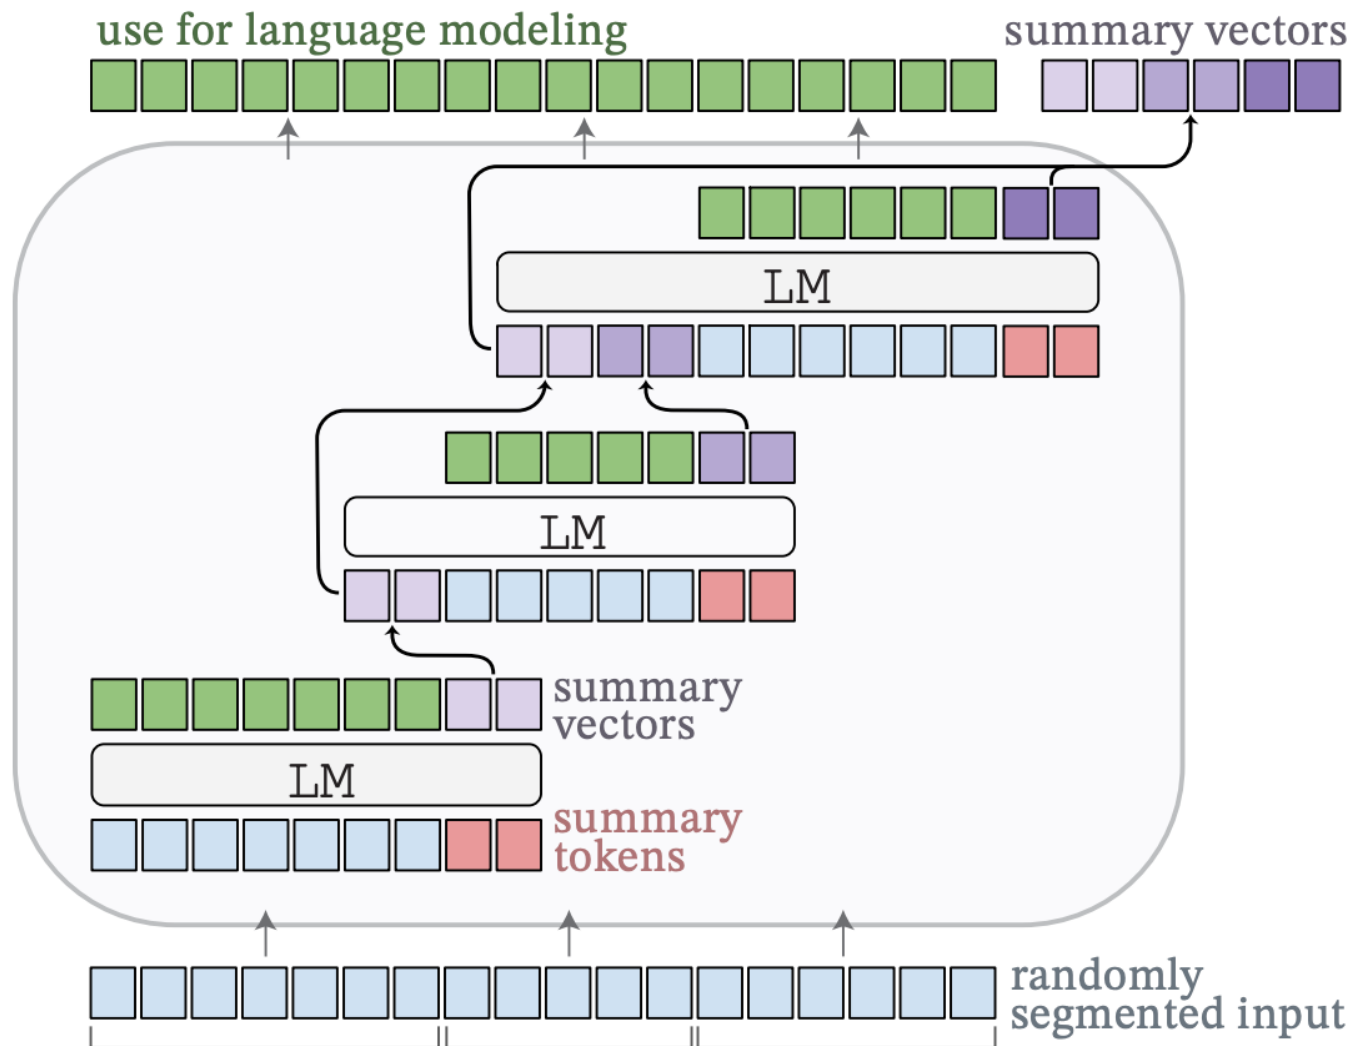 use for language modeling
summary vectors
LM
LM
summary
vectors
LM
summary
tokens
randomly
segmented input